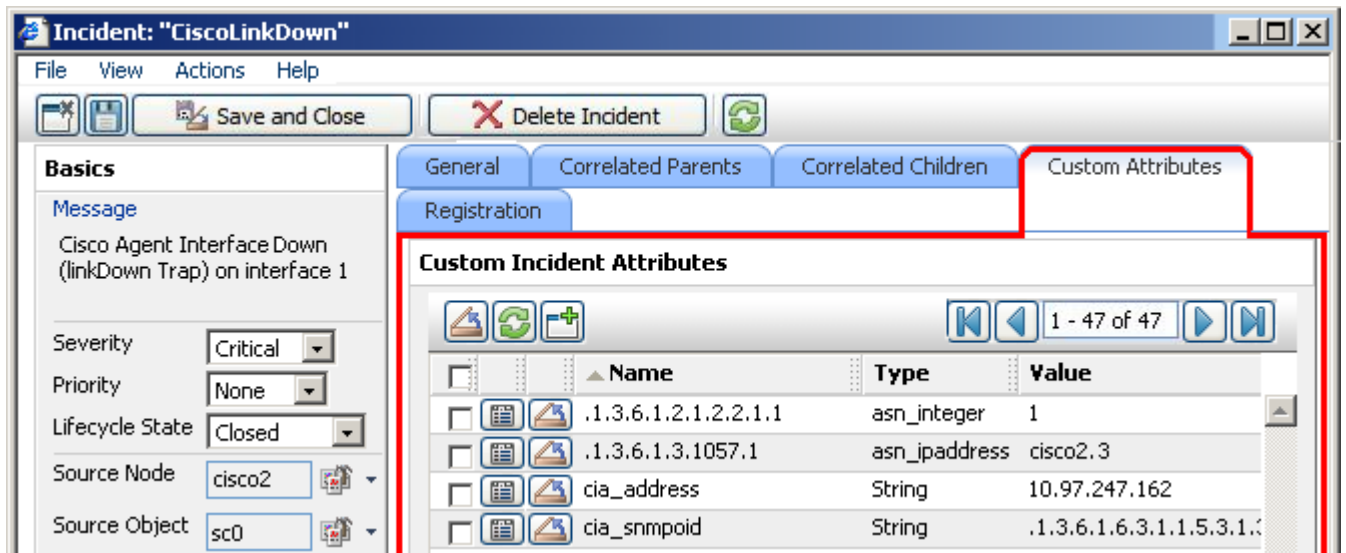 Incident: "CiscoLinkDown"
File View Actions Help
Save and Close Delete Incident
Basics
Message
Cisco Agent Interface Down
(linkDown Trap) on interface 1
Severity Critical
Priority None
Lifecycle State Closed
Source Node cisco2
Source Object sc0
General Correlated Parents Correlated Children Custom Attributes
Registration
Custom Incident Attributes
1 - 47 of 47
Name Type Value
.1.3.6.1.2.1.2.2.1.1 asn_integer 1
.1.3.6.1.3.1057.1 asn_ipaddress cisco2.3
cia_address String 10.97.247.162
cia_snmpoid String .1.3.6.1.6.3.1.1.5.3.1.